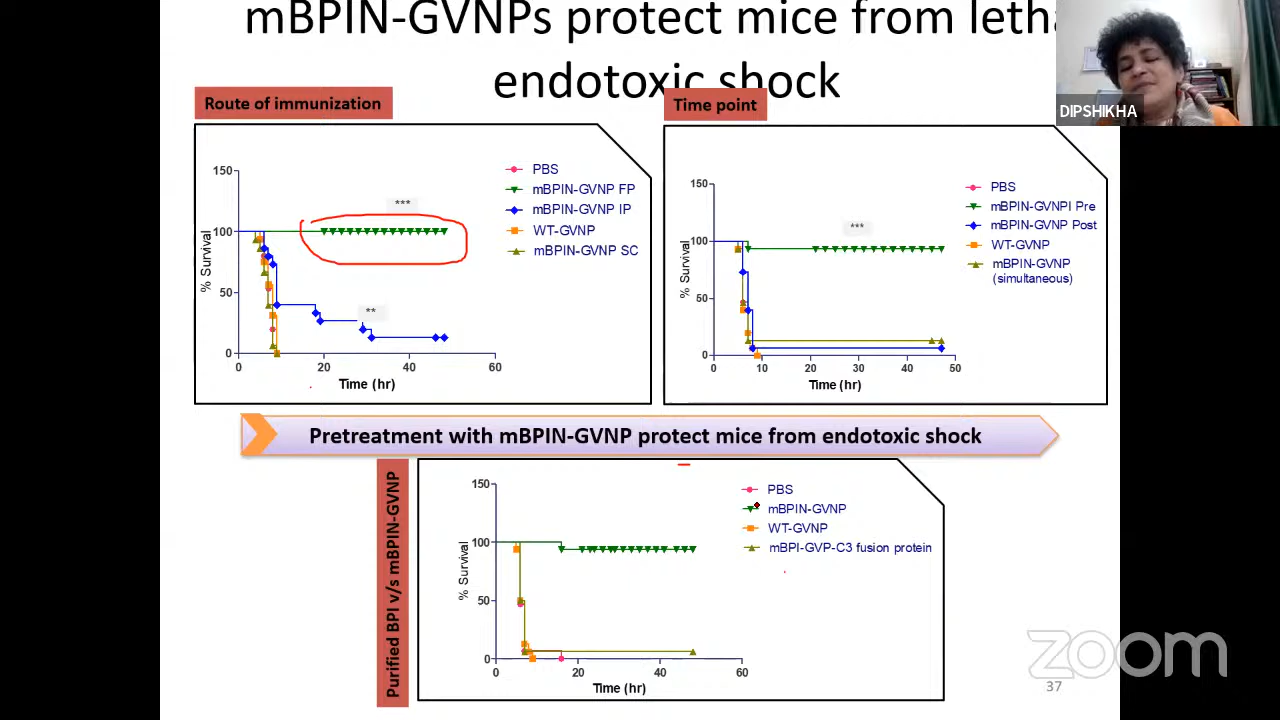 mBPIN-GVNPs protect mice from letha
endotoxic shock
DIPSHIKHA
Route of immunization
Time point
150
100
50
0
0 20 40 60
% Survival
Time (hr)
***
**
PBS
mBPIN-GVNP FP
mBPIN-GVNP IP
WT-GVNP
mBPIN-GVNP SC
150
100
50
0
0 10 20 30 40 50
% Survival
Time (hr)
***
PBS
mBPIN-GVNPI Pre
mBPIN-GVNP Post
WT-GVNP
mBPIN-GVNP
(simultaneous)
Pretreatment with mBPIN-GVNP protect mice from endotoxic shock
Purified BPI v/s mBPIN-GVNP
150
100
50
0
0 20 40 60
% Survival
Time (hr)
PBS
mBPIN-GVNP
WT-GVNP
mBPI-GVP-C3 fusion protein
zoom
37